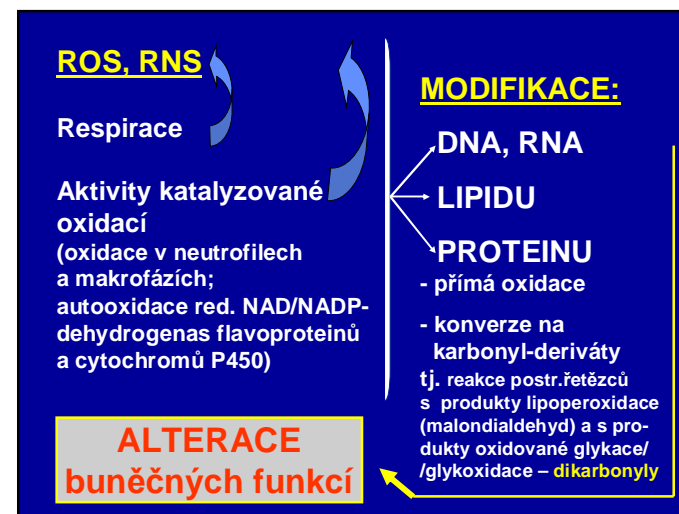 ROS, RNS
Respirace
Aktivity katalyzované
oxidací
(oxidace v neutrofilech
a makrofázích;
autooxidace red. NAD/NADP-
dehydrogenas flavoproteinů
a cytochromů P450)
MODIFIKACE:
DNA, RNA
LIPIDU
PROTEINU
- přímá oxidace
- konverze na
karbonyl-deriváty
tj. reakce postr.řetězců
s produkty lipoperoxidace
(malondialdehyd) a s pro-
dukty oxidované glykace/
/glykoxidace – dikarbonyly
ALTERACE
buněčných funkcí